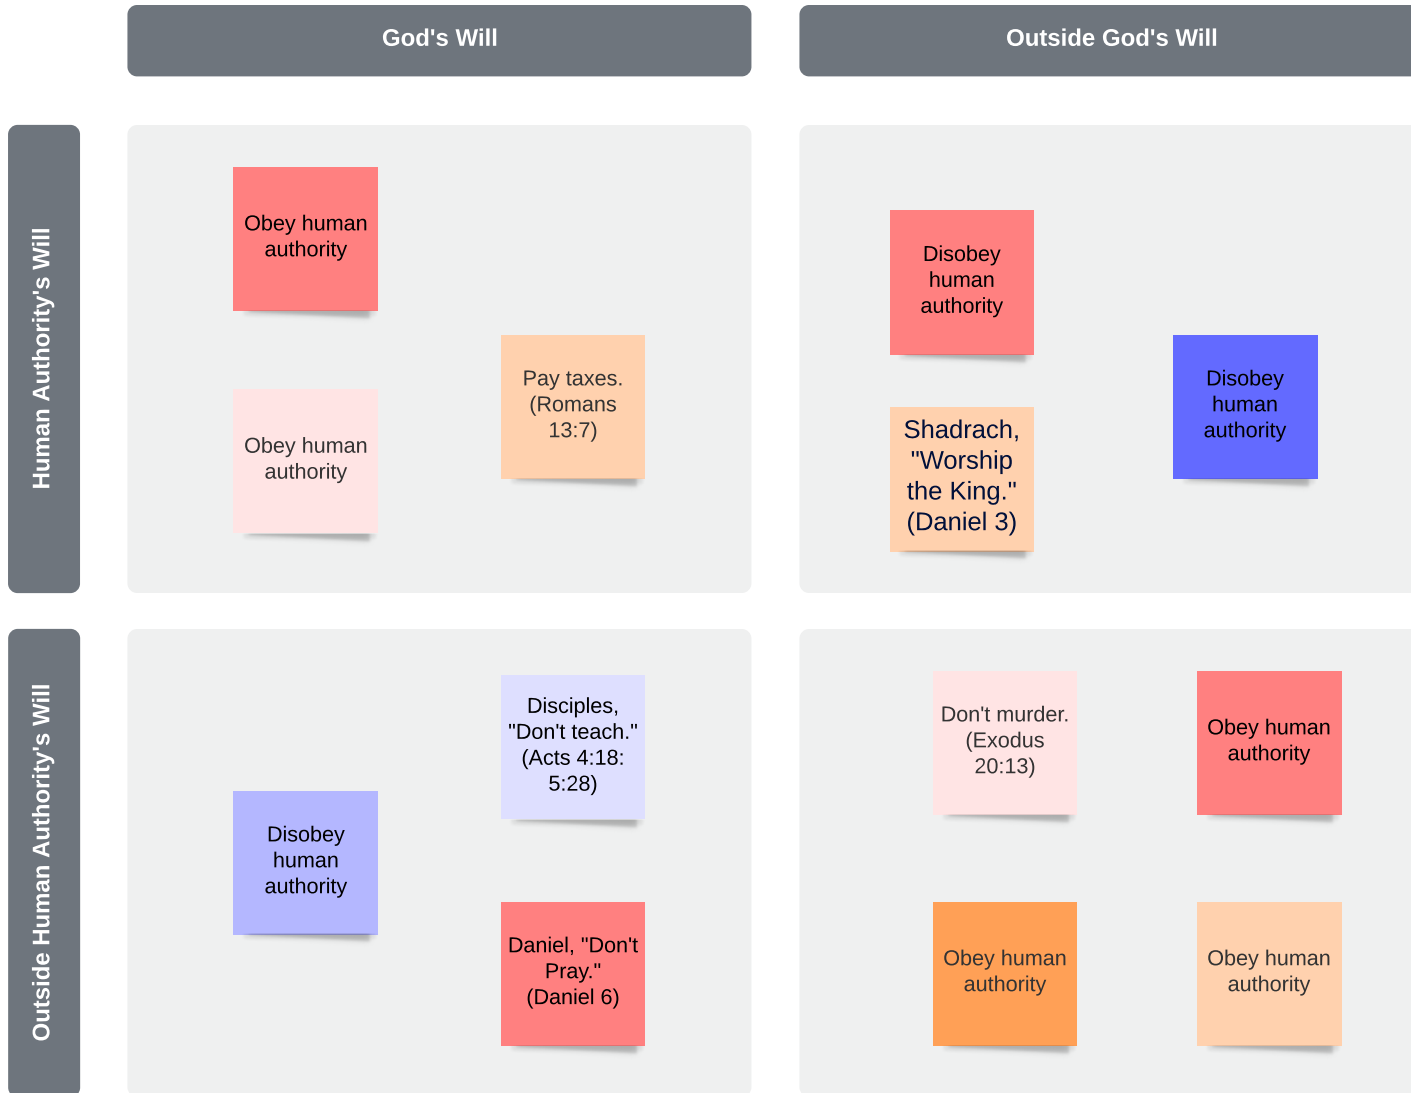 God's Will
Outside God's Will
Human Authority's Will
Obey human
authority
Obey human
authority
Pay taxes.
(Romans
13:7)
Disobey
human
authority
Shadrach,
"Worship
the King."
(Daniel 3)
Disobey
human
authority
Outside Human Authority's Will
Disobey
human
authority
Disciples,
"Don't teach."
(Acts 4:18:
5:28)
Daniel, "Don't
Pray."
(Daniel 6)
Don't murder.
(Exodus
20:13)
Obey human
authority
Obey human
authority
Obey human
authority